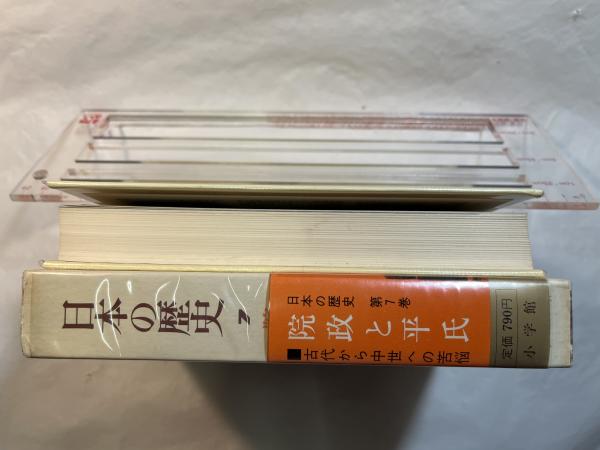 日本の歴史 7
日本の歴史 第7巻
院政と平氏
■古代から中世への苦悩
定価790円
小学館